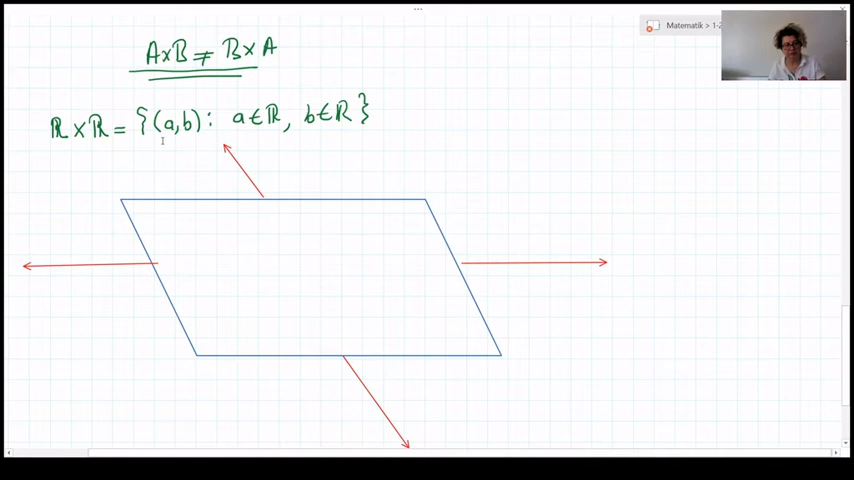 A×B ≠ B×A
ℝ×ℝ = {(a,b): a∈ℝ, b∈ℝ}
Matematik > 1-2